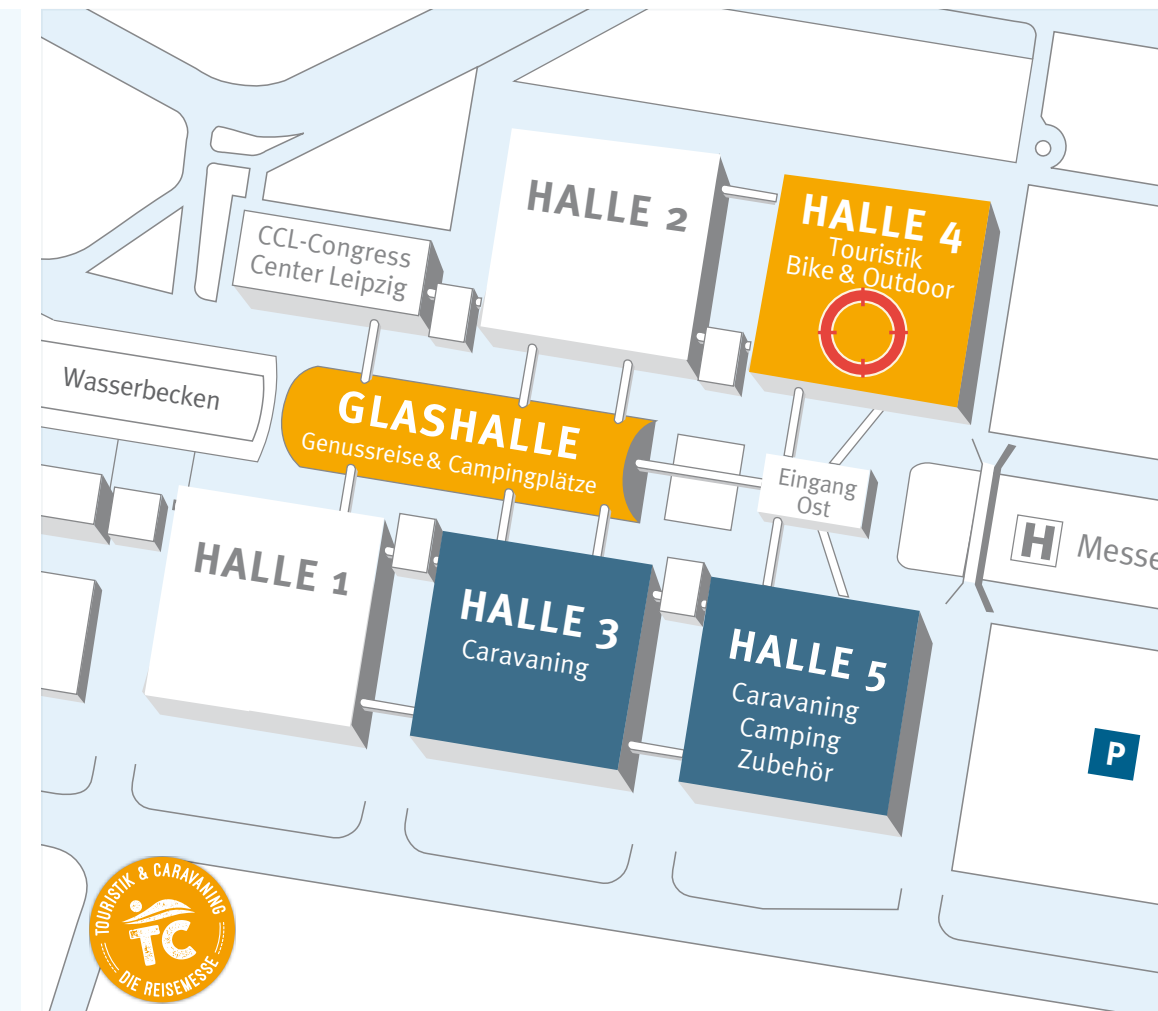 HALLE 2
HALLE 4
Touristik
Bike & Outdoor
CCL-Congress
Center Leipzig
Wasserbecken
GLASHALLE
Genussreise & Campingplätze
Eingang
Ost
H Messe
HALLE 1
HALLE 3
Caravaning
HALLE 5
Caravaning
Camping
Zubehör
P
TOURISTIK & CARAVANING
TC
DIE REISEMESSE